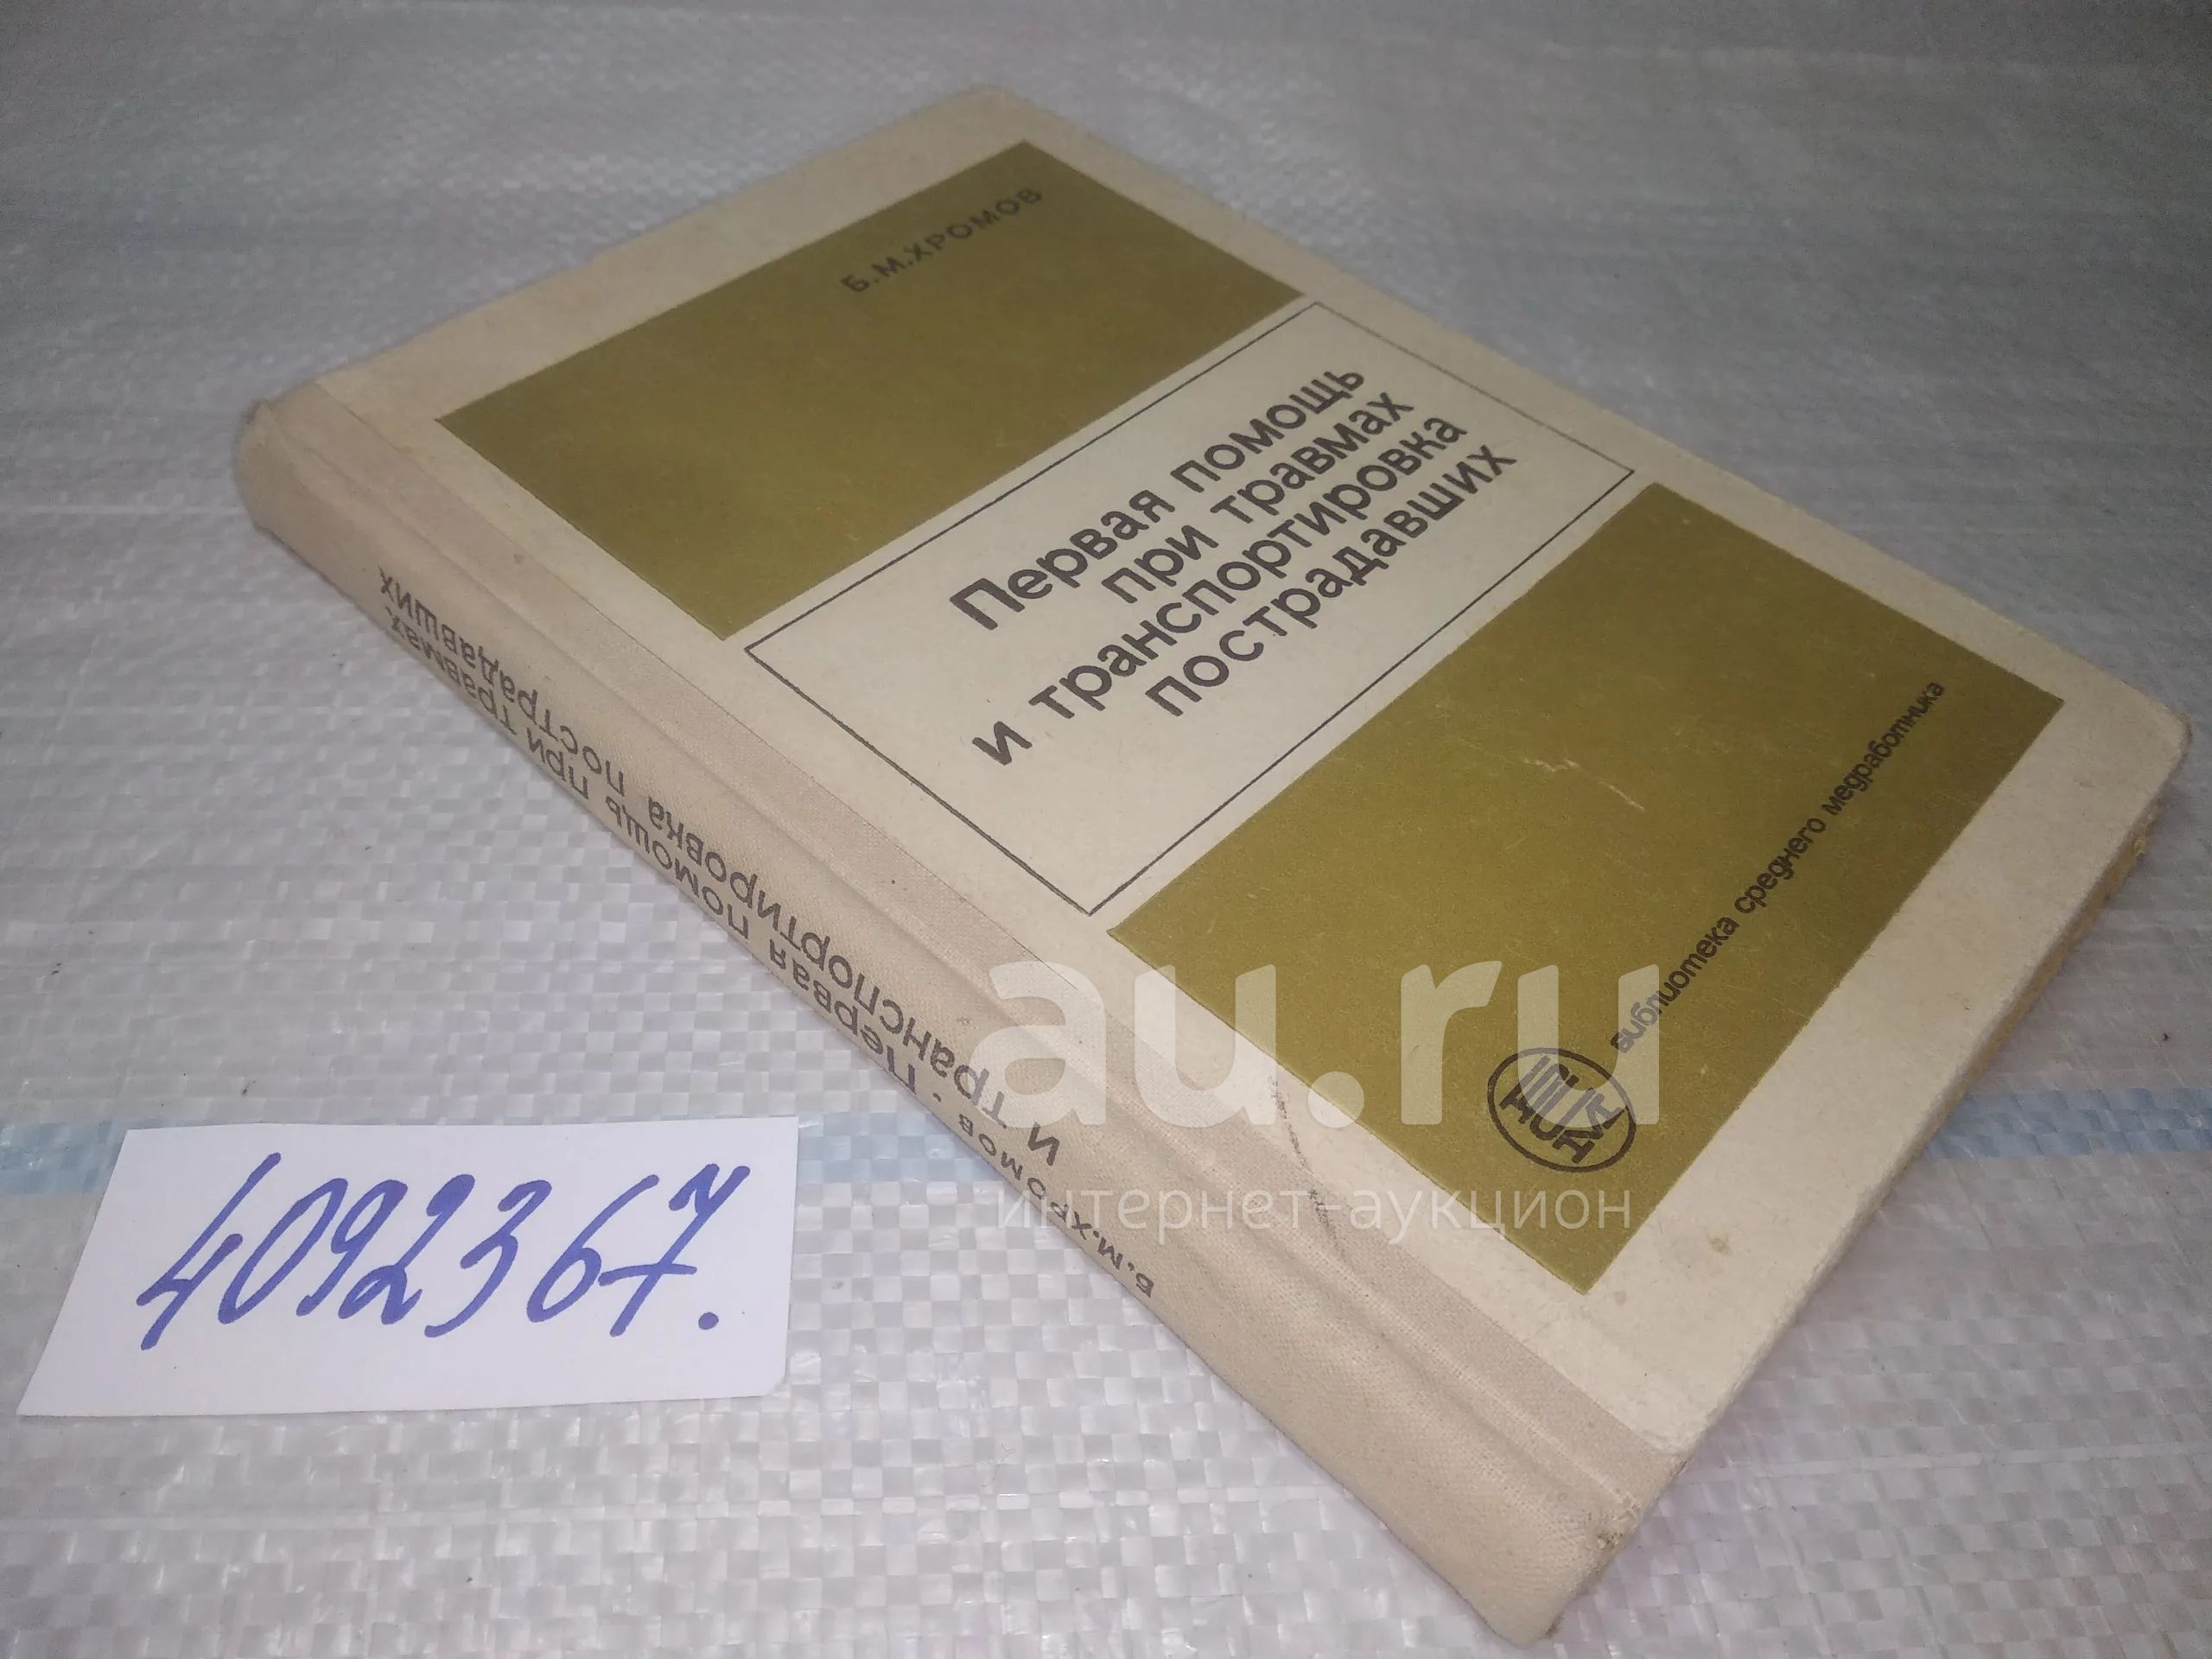 Б.М.ХРОМОВ
Первая помощь
при травмах
и транспортировка
пострадавших
библиотека среднего медработника
Б.М.ХРОМОВ · Первая помощь при травмах
и транспортировка пострадавших
au.ru
интернет-аукцион
4092367.